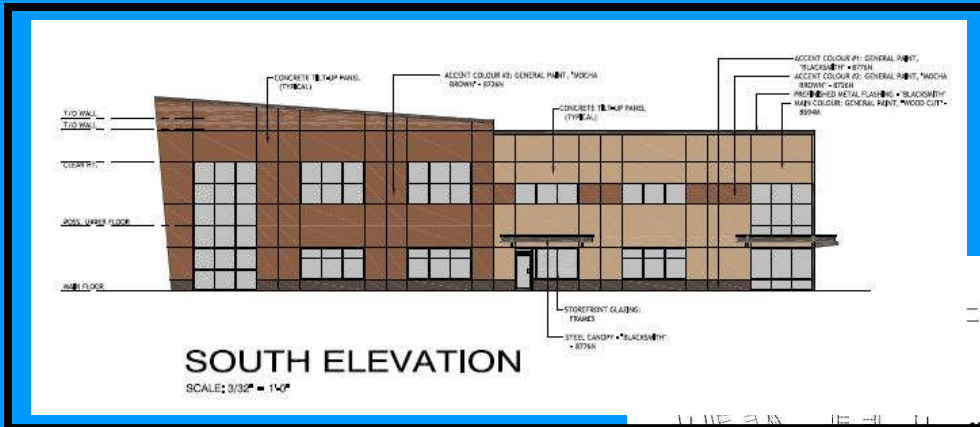 CONCRETE TILT-UP PANEL
(TYPICAL)
ACCENT COLOUR #2: GENERAL PAINT, "MOCHA
BROWN" - 8726N
ACCENT COLOUR #1: GENERAL PAINT,
"BLACKSMITH" - 8776N
ACCENT COLOUR #2: GENERAL PAINT, "MOCHA
BROWN" - 8726N
PREFINISHED METAL FLASHING - "BLACKSMITH"
MAIN COLOUR: GENERAL PAINT, "WOOD CUT" -
8694M
CONCRETE TILT-UP PANEL
(TYPICAL)
T/O WALL
T/O WALL
CLEAR HT.
POSS. UPPER FLOOR
MAIN FLOOR
STOREFRONT GLAZING:
FRAMES
STEEL CANOPY - "BLACKSMITH"
- 8776N
SOUTH ELEVATION
SCALE: 3/32" = 1'-0"